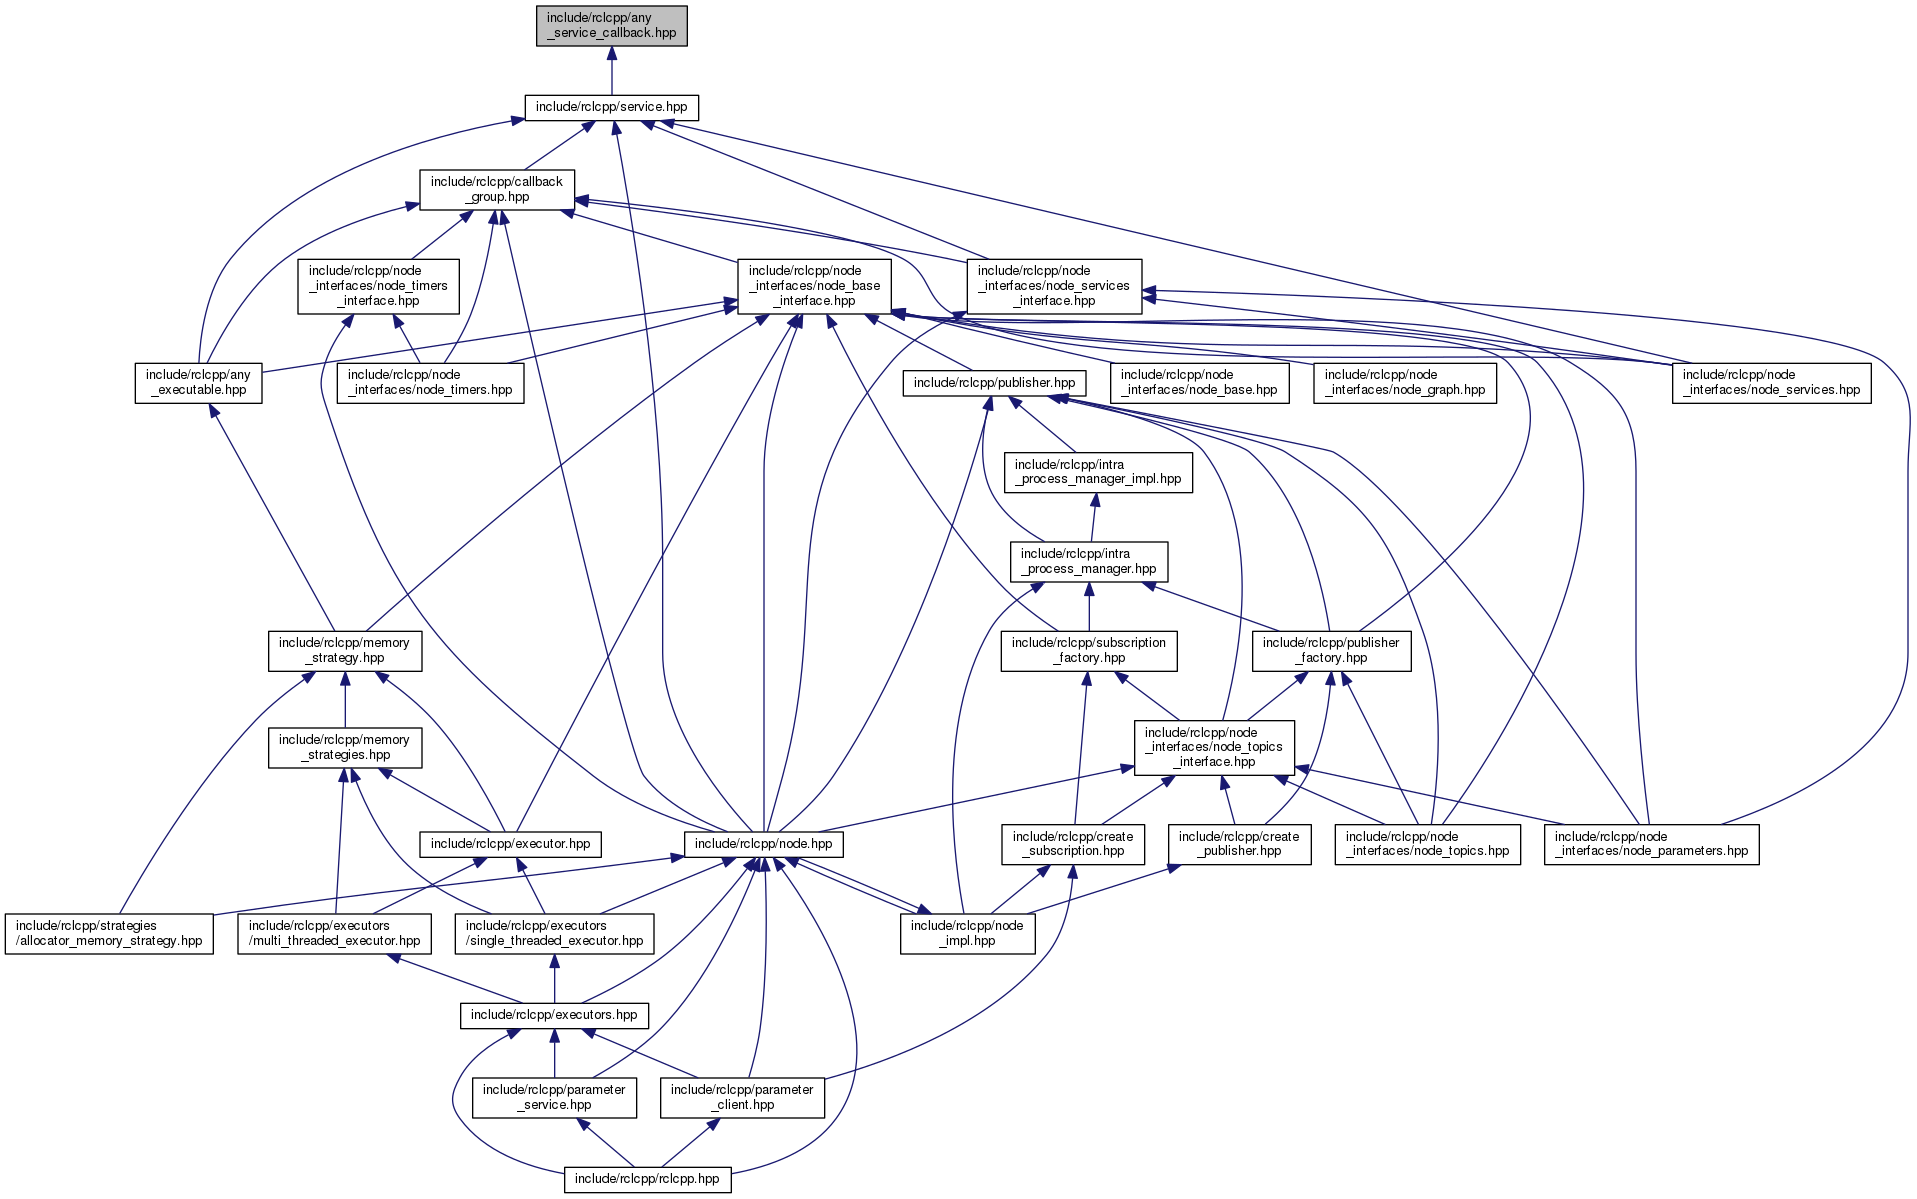 include/rclcpp/any
_service_callback.hpp
include/rclcpp/service.hpp
include/rclcpp/callback
_group.hpp
include/rclcpp/node
_interfaces/node_timers
_interface.hpp
include/rclcpp/node
_interfaces/node_base
_interface.hpp
include/rclcpp/node
_interfaces/node_services
_interface.hpp
include/rclcpp/any
_executable.hpp
include/rclcpp/node
_interfaces/node_timers.hpp
include/rclcpp/publisher.hpp
include/rclcpp/node
_interfaces/node_base.hpp
include/rclcpp/node
_interfaces/node_graph.hpp
include/rclcpp/node
_interfaces/node_services.hpp
include/rclcpp/intra
_process_manager_impl.hpp
include/rclcpp/intra
_process_manager.hpp
include/rclcpp/memory
_strategy.hpp
include/rclcpp/subscription
_factory.hpp
include/rclcpp/publisher
_factory.hpp
include/rclcpp/memory
_strategies.hpp
include/rclcpp/node
_interfaces/node_topics
_interface.hpp
include/rclcpp/executor.hpp
include/rclcpp/node.hpp
include/rclcpp/create
_subscription.hpp
include/rclcpp/create
_publisher.hpp
include/rclcpp/node
_interfaces/node_topics.hpp
include/rclcpp/node
_interfaces/node_parameters.hpp
include/rclcpp/strategies
/allocator_memory_strategy.hpp
include/rclcpp/executors
/multi_threaded_executor.hpp
include/rclcpp/executors
/single_threaded_executor.hpp
include/rclcpp/node
_impl.hpp
include/rclcpp/executors.hpp
include/rclcpp/parameter
_service.hpp
include/rclcpp/parameter
_client.hpp
include/rclcpp/rclcpp.hpp